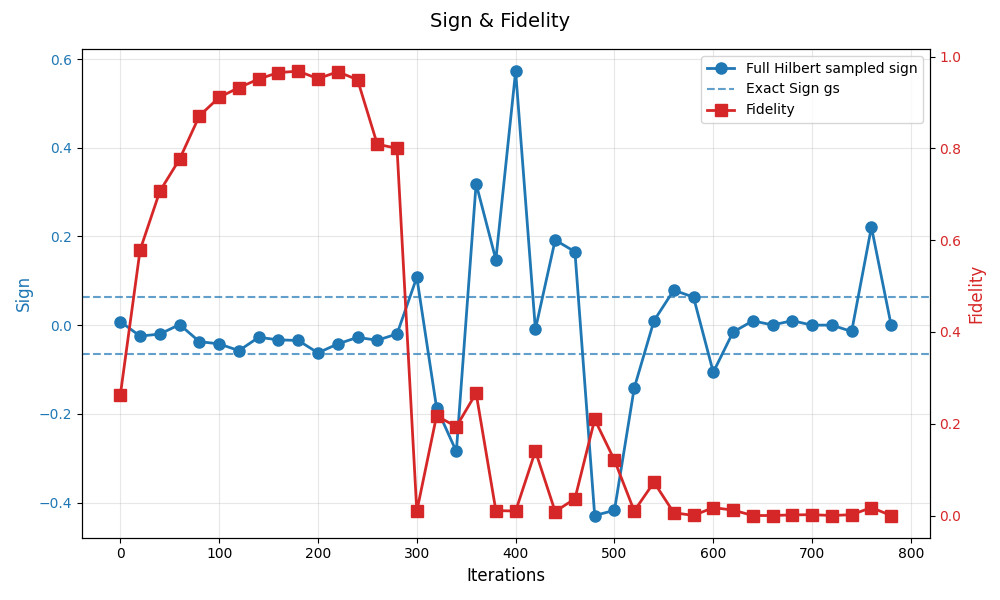 Sign & Fidelity
Full Hilbert sampled sign
Exact Sign gs
Fidelity
0.6
0.4
0.2
0.0
−0.2
−0.4
Sign
1.0
0.8
0.6
0.4
0.2
0.0
Fidelity
0 100 200 300 400 500 600 700 800
Iterations